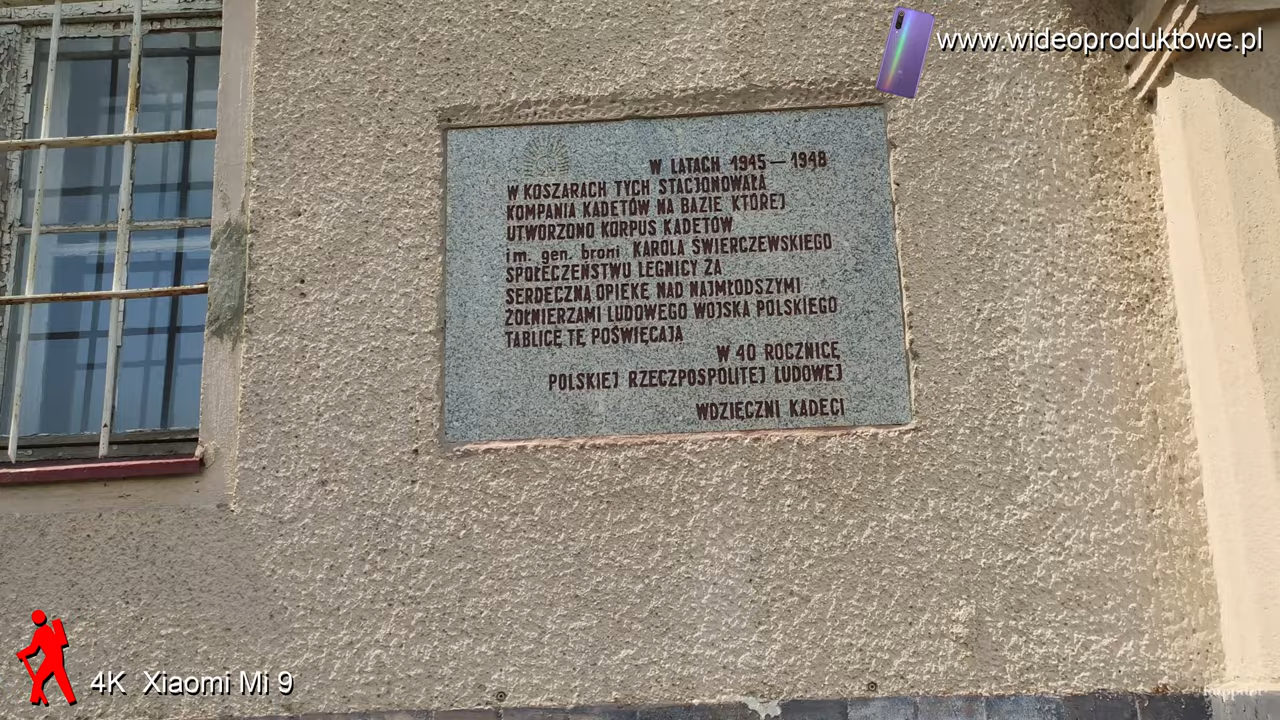 www.wideoproduktowe.pl
W LATACH 1945 — 1948
W KOSZARACH TYCH STACJONOWAŁA
KOMPANIA KADETÓW NA BAZIE KTÓREJ
UTWORZONO KORPUS KADETÓW
im. gen. broni KAROLA ŚWIERCZEWSKIEGO
SPOŁECZEŃSTWU LEGNICY ZA
SERDECZNĄ OPIEKĘ NAD NAJMŁODSZYMI
ŻOŁNIERZAMI LUDOWEGO WOJSKA POLSKIEGO
TABLICĘ TĘ POŚWIĘCAJĄ
W 40 ROCZNICĘ
POLSKIEJ RZECZPOSPOLITEJ LUDOWEJ
WDZIĘCZNI KADECI
4K Xiaomi Mi 9